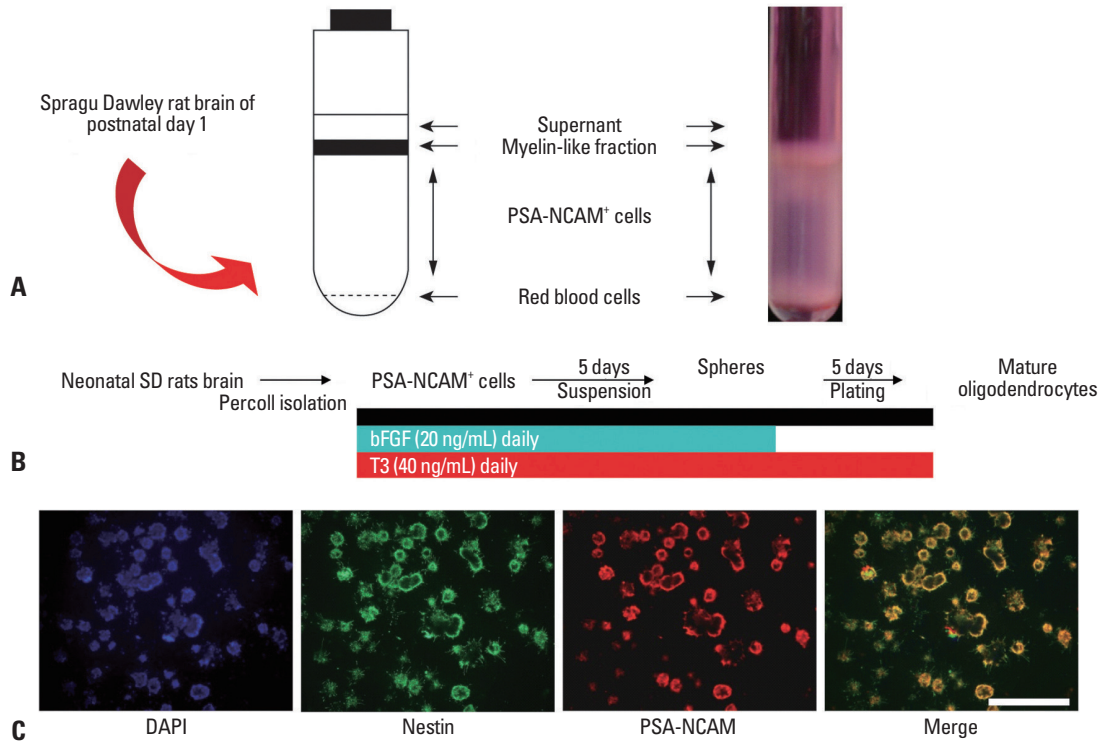 Spragu Dawley rat brain of
postnatal day 1
Supernant
Myelin-like fraction
PSA-NCAM⁺ cells
Red blood cells
A
Neonatal SD rats brain
Percoll isolation
PSA-NCAM⁺ cells
5 days
Suspension
Spheres
5 days
Plating
Mature
oligodendrocytes
bFGF (20 ng/mL) daily
T3 (40 ng/mL) daily
B
DAPI
Nestin
PSA-NCAM
Merge
C